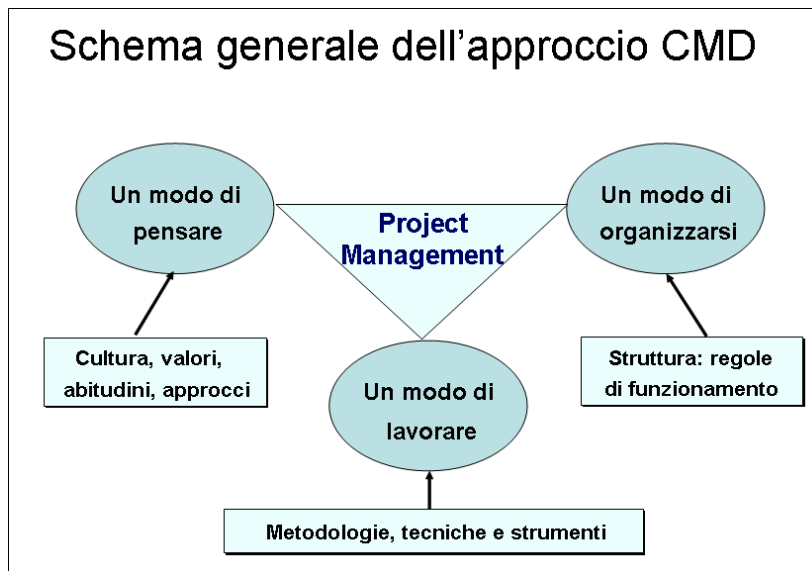 Schema generale dell'approccio CMD
Un modo di
pensare
Project
Management
Un modo di
organizzarsi
Cultura, valori,
abitudini, approcci
Un modo di
lavorare
Struttura: regole
di funzionamento
Metodologie, tecniche e strumenti